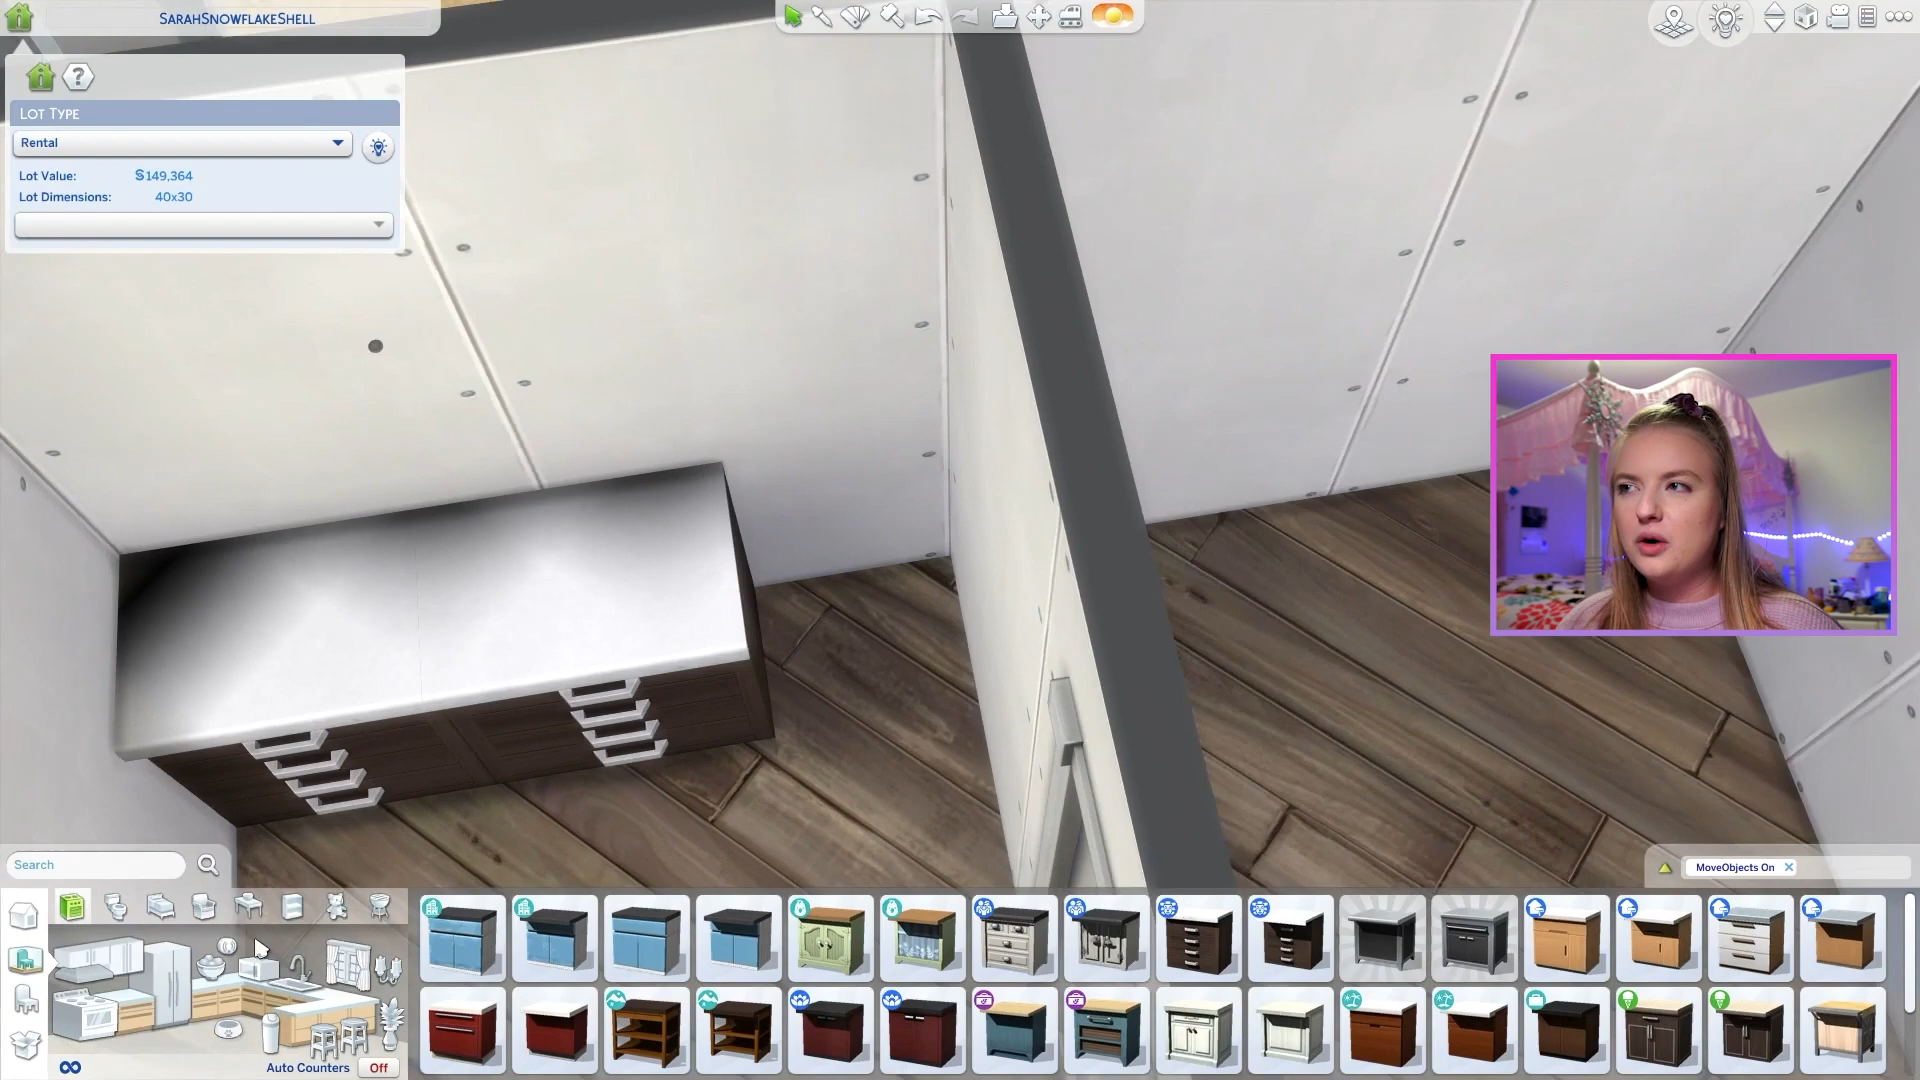 SARAHSNOWFLAKESHELL
?
LOT TYPE
Rental
Lot Value: §149,364
Lot Dimensions: 40x30
MoveObjects On ✕
Search
Auto Counters Off